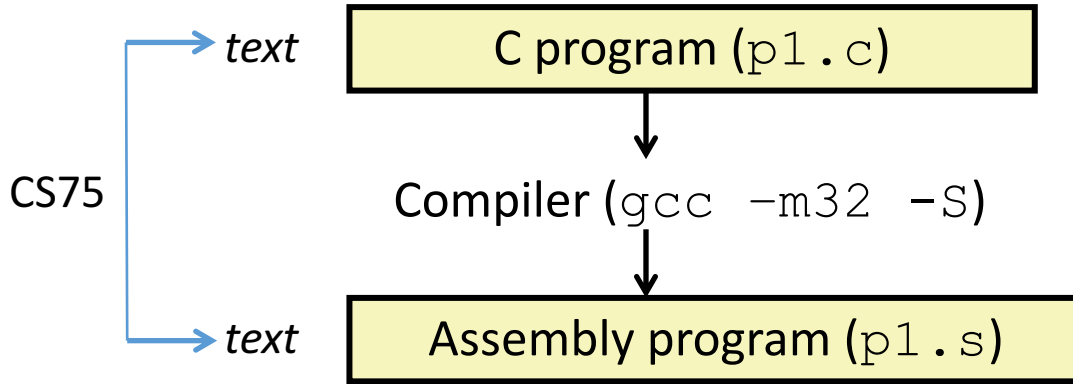 text C program (p1.c)
CS75
Compiler (gcc -m32 -S)
text Assembly program (p1.s)